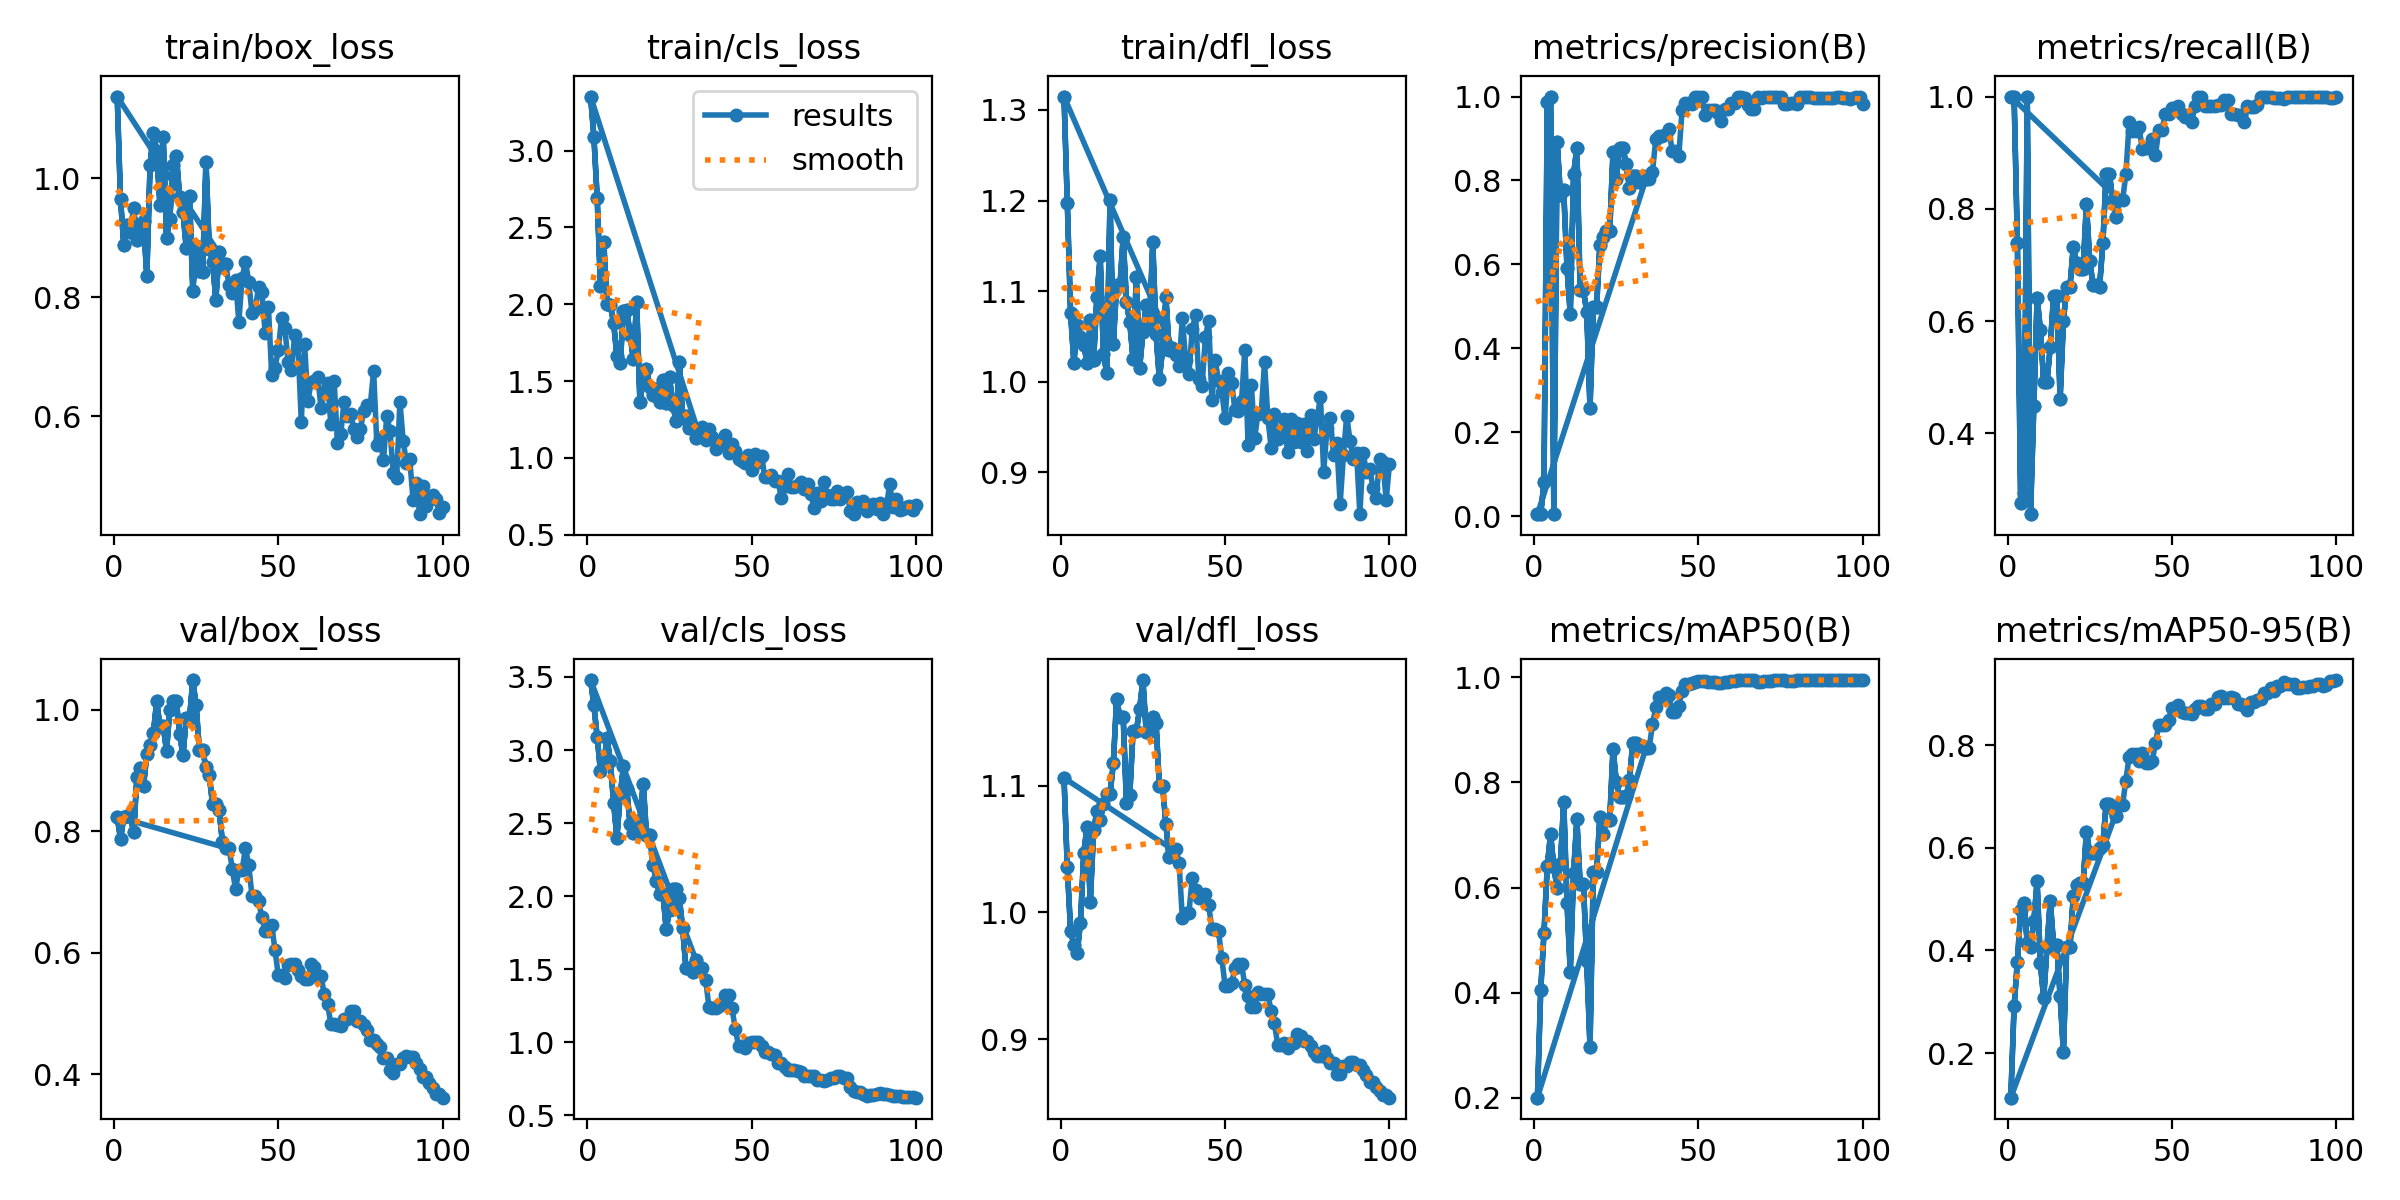 train/box_loss
train/cls_loss
train/dfl_loss
metrics/precision(B)
metrics/recall(B)
1.0
0.8
0.6
0 50 100
results
smooth
3.0
2.5
2.0
1.5
1.0
0.5
0 50 100
1.3
1.2
1.1
1.0
0.9
0 50 100
1.0
0.8
0.6
0.4
0.2
0.0
0 50 100
1.0
0.8
0.6
0.4
0 50 100
val/box_loss
val/cls_loss
val/dfl_loss
metrics/mAP50(B)
metrics/mAP50-95(B)
1.0
0.8
0.6
0.4
0 50 100
3.5
3.0
2.5
2.0
1.5
1.0
0.5
0 50 100
1.1
1.0
0.9
0 50 100
1.0
0.8
0.6
0.4
0.2
0 50 100
0.8
0.6
0.4
0.2
0 50 100